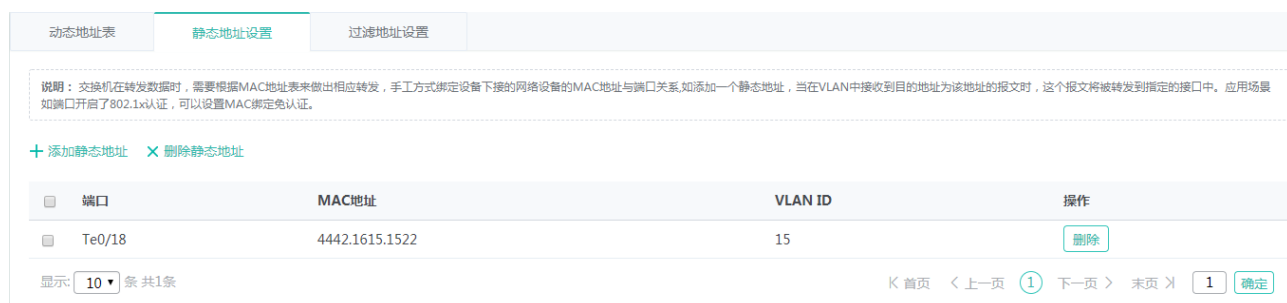 动态地址表 静态地址设置 过滤地址设置
说明： 交换机在转发数据时，需要根据MAC地址表来做出相应转发，手工方式绑定设备下接的网络设备的MAC地址与端口关系,如添加一个静态地址，当在VLAN中接收到目的地址为该地址的报文时，这个报文将被转发到指定的接口中。应用场景
如端口开启了802.1x认证，可以设置MAC绑定免认证。
添加静态地址 删除静态地址
端口 MAC地址 VLAN ID 操作
Te0/18 4442.1615.1522 15 删除
显示: 10 条 共1条 首页 上一页 1 下一页 末页 1 确定